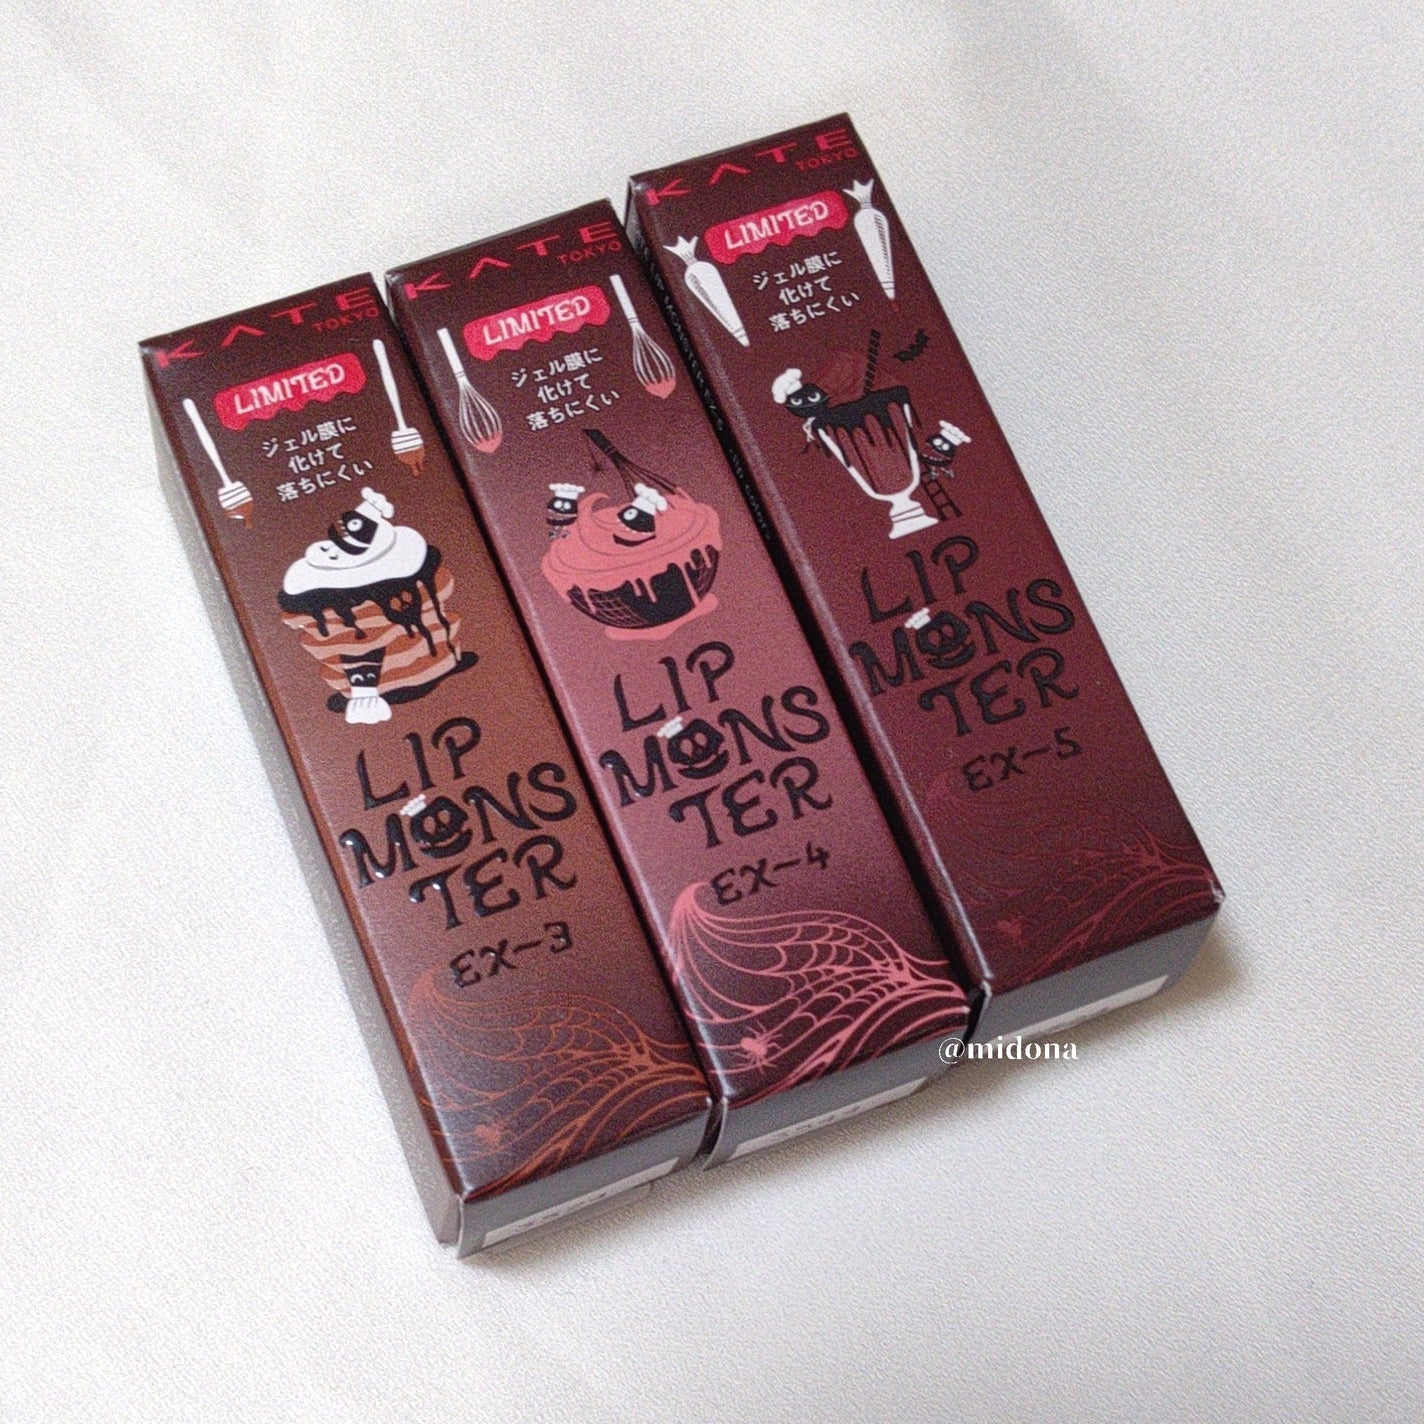 KATE
TOKYO
LIMITED
ジェル膜に
化けて
落ちにくい
LIP
MONS
TER
EX-3
KATE
TOKYO
LIMITED
ジェル膜に
化けて
落ちにくい
LIP
MONS
TER
EX-4
KATE
TOKYO
LIMITED
ジェル膜に
化けて
落ちにくい
LIP
MONS
TER
EX-5
@midona